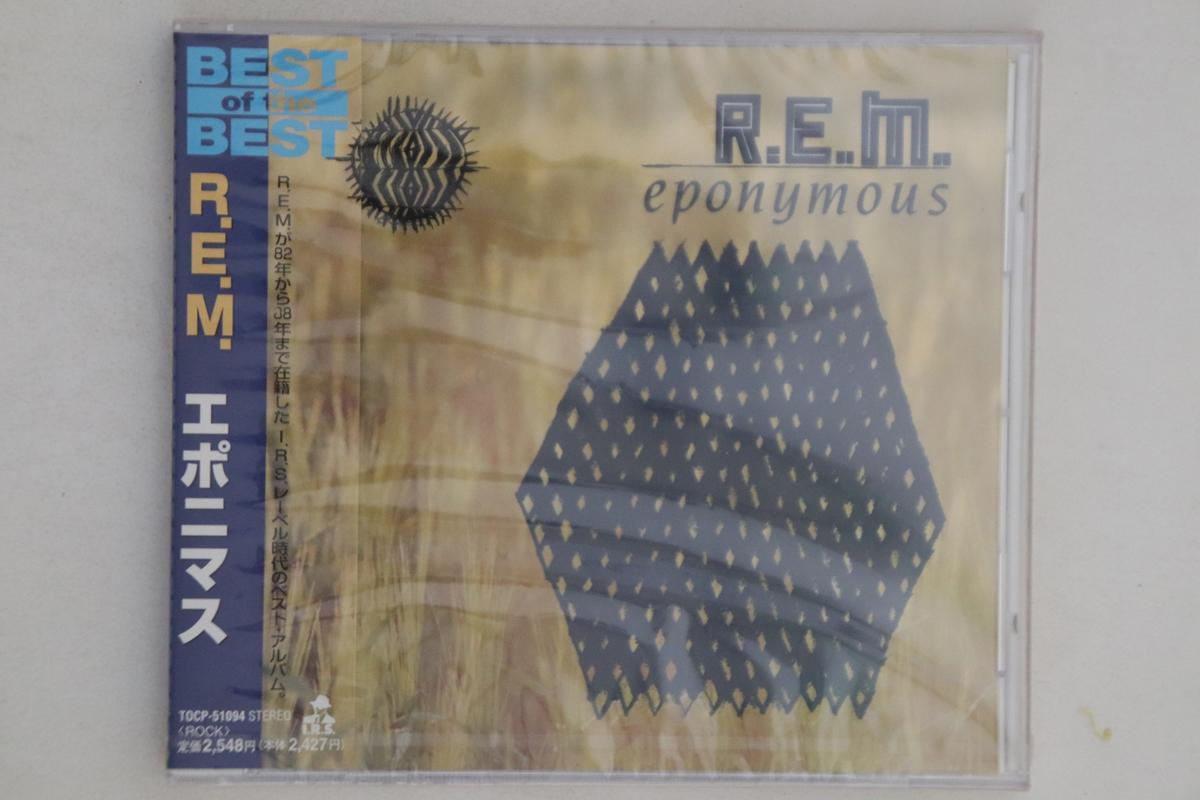 BEST
of the
BEST
R.E.M.
エポニマス
R.E.M.が82年から88年まで在籍した I.R.S.レーベル時代のベスト・アルバム。
TOCP-51094 STEREO
〈ROCK〉
定価2,548円(本体 2,427円)
I.R.S.
R.E.M.
eponymous